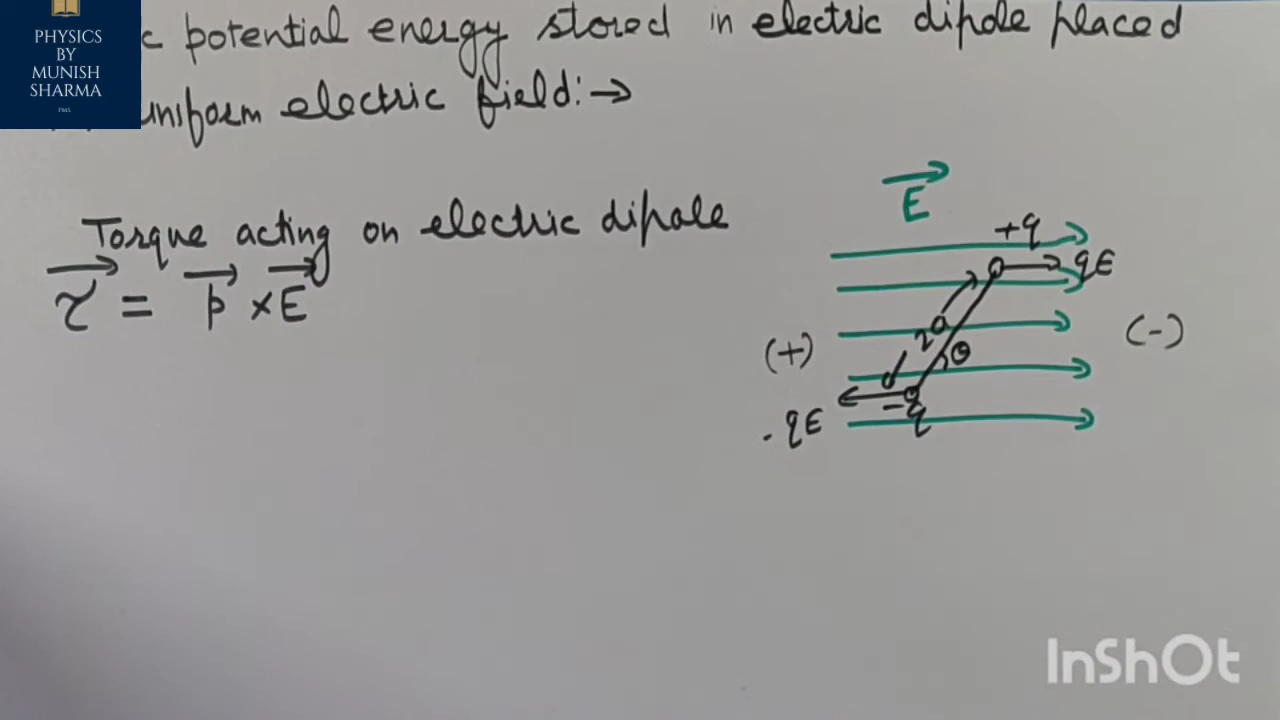 PHYSICS
BY
MUNISH
SHARMA
c potential energy stored in electric dipole placed
uniform electric field:→
Torque acting on electric dipole
τ⃗ = p⃗ × E⃗
E⃗
+q
qE
(+)
(-)
2a
θ
-q
-qE
InShOt